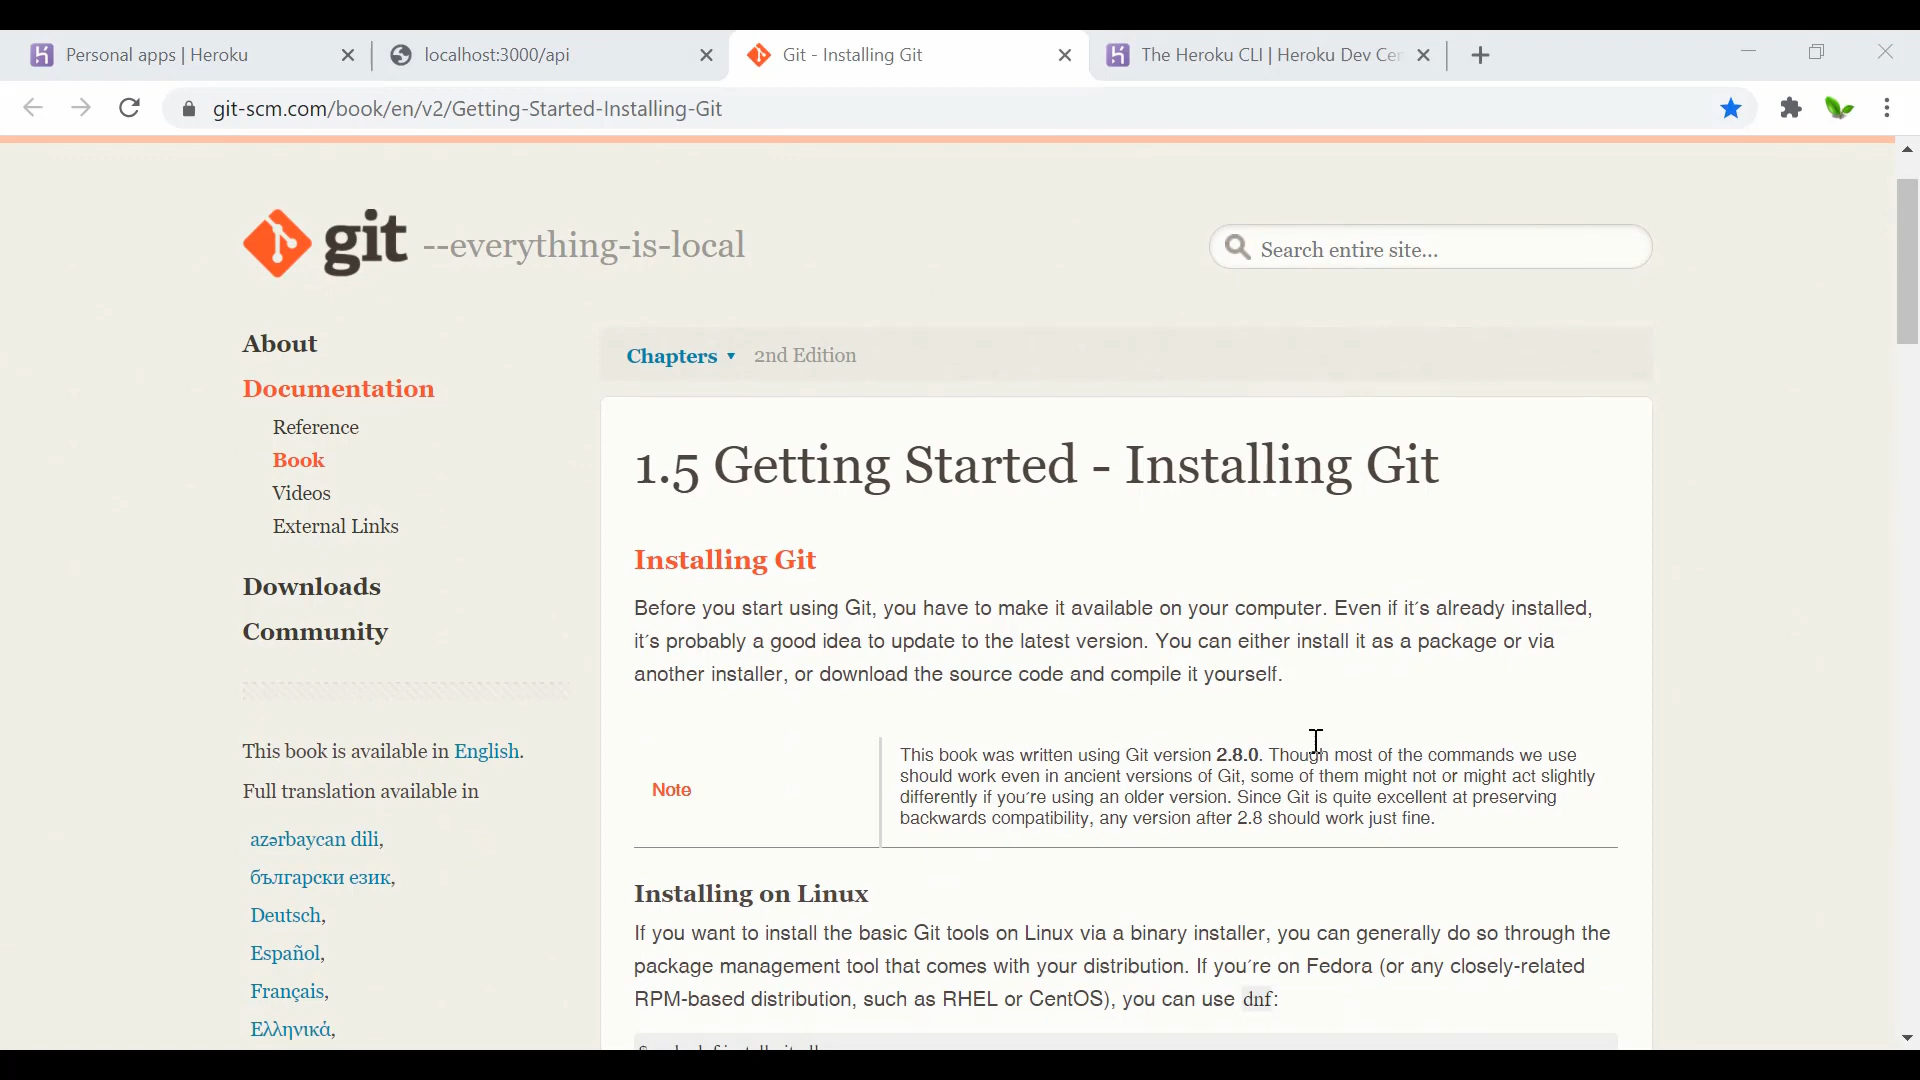 Personal apps | Heroku
localhost:3000/api
Git - Installing Git
The Heroku CLI | Heroku Dev Cen
git-scm.com/book/en/v2/Getting-Started-Installing-Git
git --everything-is-local
Search entire site...
About
Documentation
Reference
Book
Videos
External Links
Downloads
Community
This book is available in English.
Full translation available in
azərbaycan dili,
български език,
Deutsch,
Español,
Français,
Ελληνικά,
Chapters ▾ 2nd Edition
1.5 Getting Started - Installing Git
Installing Git
Before you start using Git, you have to make it available on your computer. Even if it’s already installed,
it’s probably a good idea to update to the latest version. You can either install it as a package or via
another installer, or download the source code and compile it yourself.
Note
This book was written using Git version 2.8.0. Though most of the commands we use
should work even in ancient versions of Git, some of them might not or might act slightly
differently if you’re using an older version. Since Git is quite excellent at preserving
backwards compatibility, any version after 2.8 should work just fine.
Installing on Linux
If you want to install the basic Git tools on Linux via a binary installer, you can generally do so through the
package management tool that comes with your distribution. If you’re on Fedora (or any closely-related
RPM-based distribution, such as RHEL or CentOS), you can use dnf: